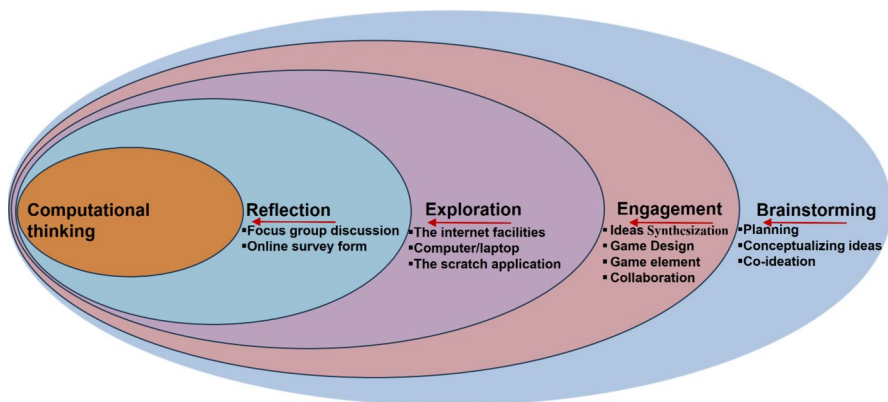 Computational
thinking
Reflection
▪Focus group discussion
▪Online survey form
Exploration
▪The internet facilities
▪Computer/laptop
▪The scratch application
Engagement
▪Ideas Synthesization
▪Game Design
▪Game element
▪Collaboration
Brainstorming
▪Planning
▪Conceptualizing ideas
▪Co-ideation